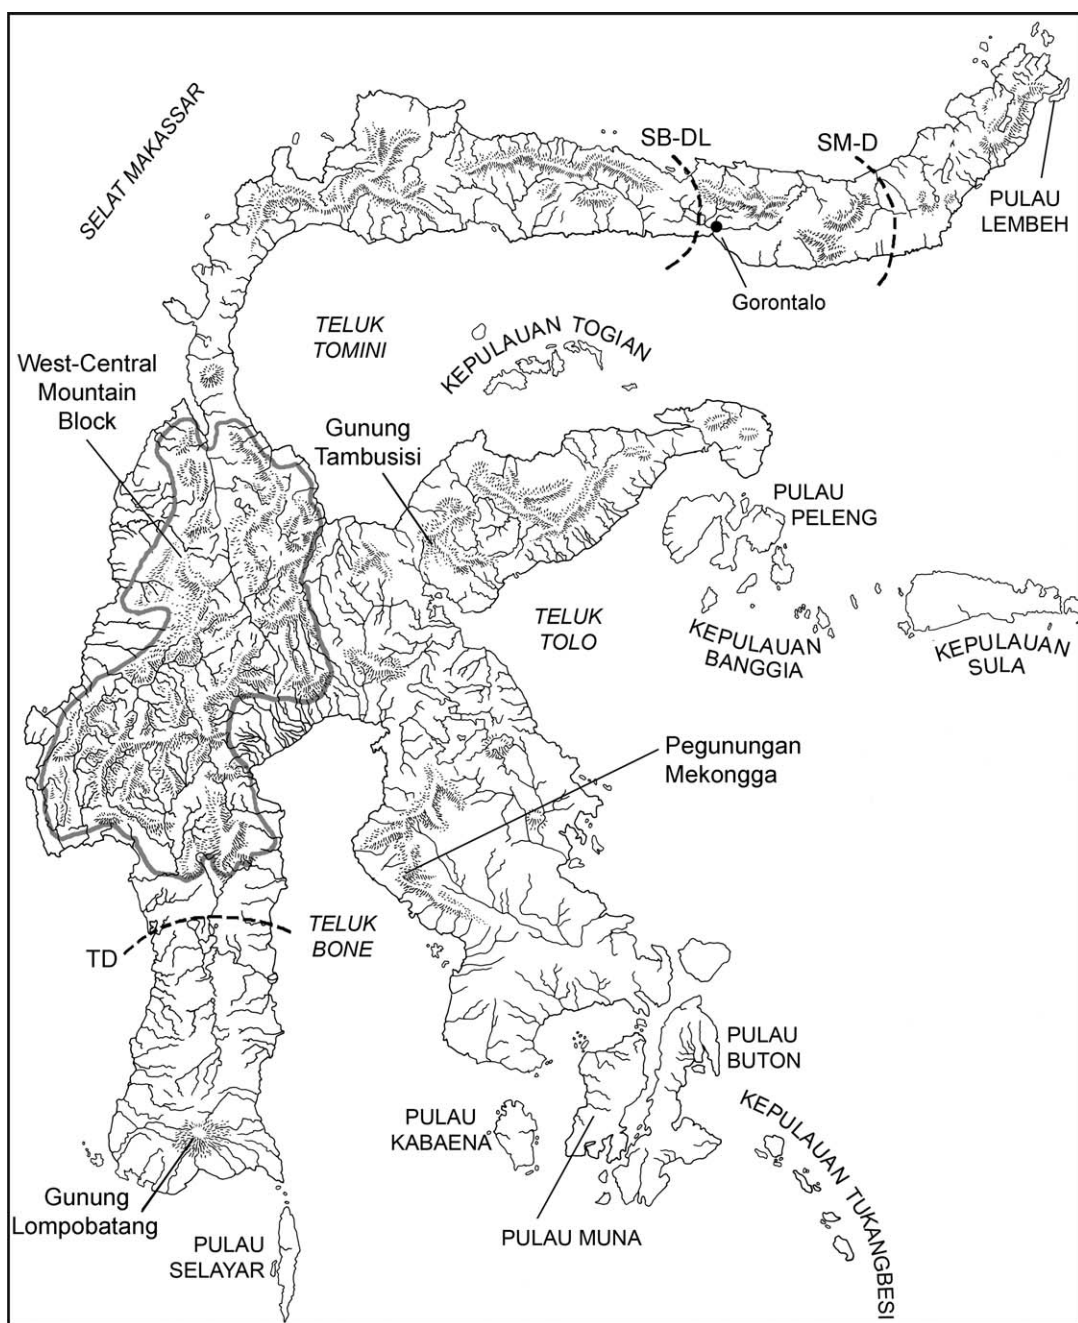 SELAT MAKASSAR
SB-DL
SM-D
PULAU
LEMBEH
Gorontalo
TELUK
TOMINI
KEPULAUAN TOGIAN
West-Central
Mountain
Block
Gunung
Tambusisi
PULAU
PELENG
TELUK
TOLO
KEPULAUAN
BANGGIA
KEPULAUAN
SULA
Pegunungan
Mekongga
TELUK
BONE
TD
PULAU
BUTON
PULAU
KABAENA
KEPULAUAN TUKANGBESI
Gunung
Lompobatang
PULAU MUNA
PULAU
SELAYAR